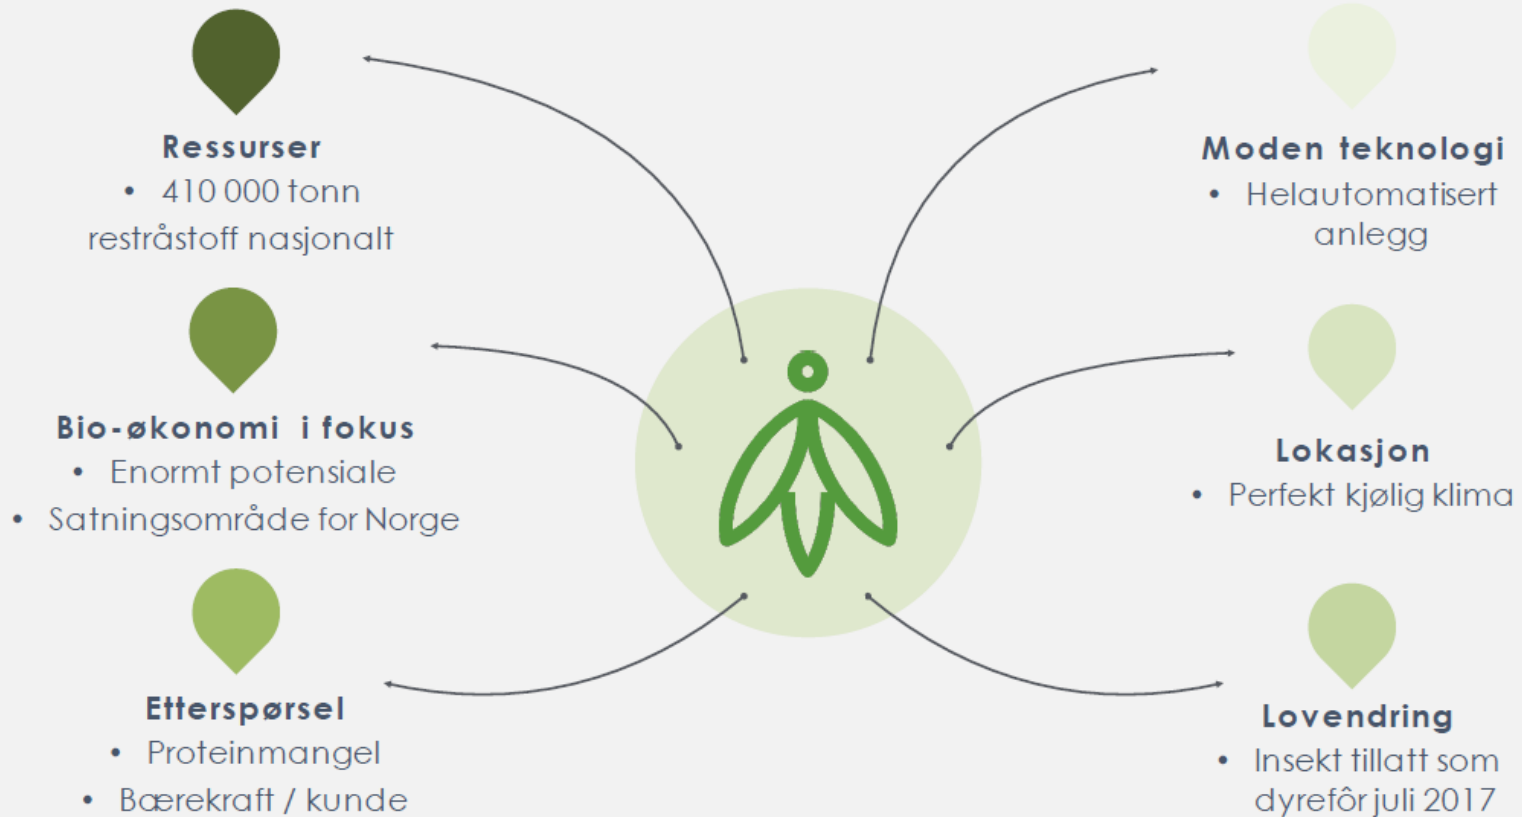 Ressurser
• 410 000 tonn
restråstoff nasjonalt
Bio-økonomi i fokus
• Enormt potensiale
• Satningsområde for Norge
Etterspørsel
• Proteinmangel
• Bærekraft / kunde
Moden teknologi
• Helautomatisert
anlegg
Lokasjon
• Perfekt kjølig klima
Lovendring
• Insekt tillatt som
dyrefôr juli 2017